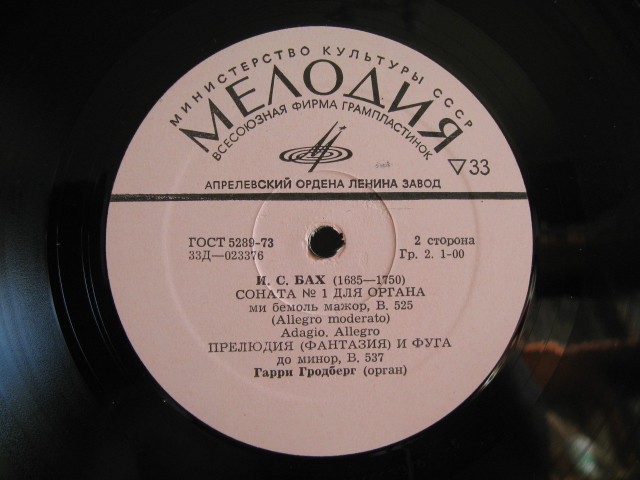 МИНИСТЕРСТВО КУЛЬТУРЫ СССР
МЕЛОДИЯ
ВСЕСОЮЗНАЯ ФИРМА ГРАМПЛАСТИНОК
▽33
АПРЕЛЕВСКИЙ ОРДЕНА ЛЕНИНА ЗАВОД
ГОСТ 5289-73
33Д—023376
2 сторона
Гр. 2. 1-00
И. С. БАХ (1685—1750)
СОНАТА № 1 ДЛЯ ОРГАНА
ми бемоль мажор, В. 525
(Allegro moderato)
Adagio. Allegro
ПРЕЛЮДИЯ (ФАНТАЗИЯ) И ФУГА
до минор, В. 537
Гарри Гродберг (орган)